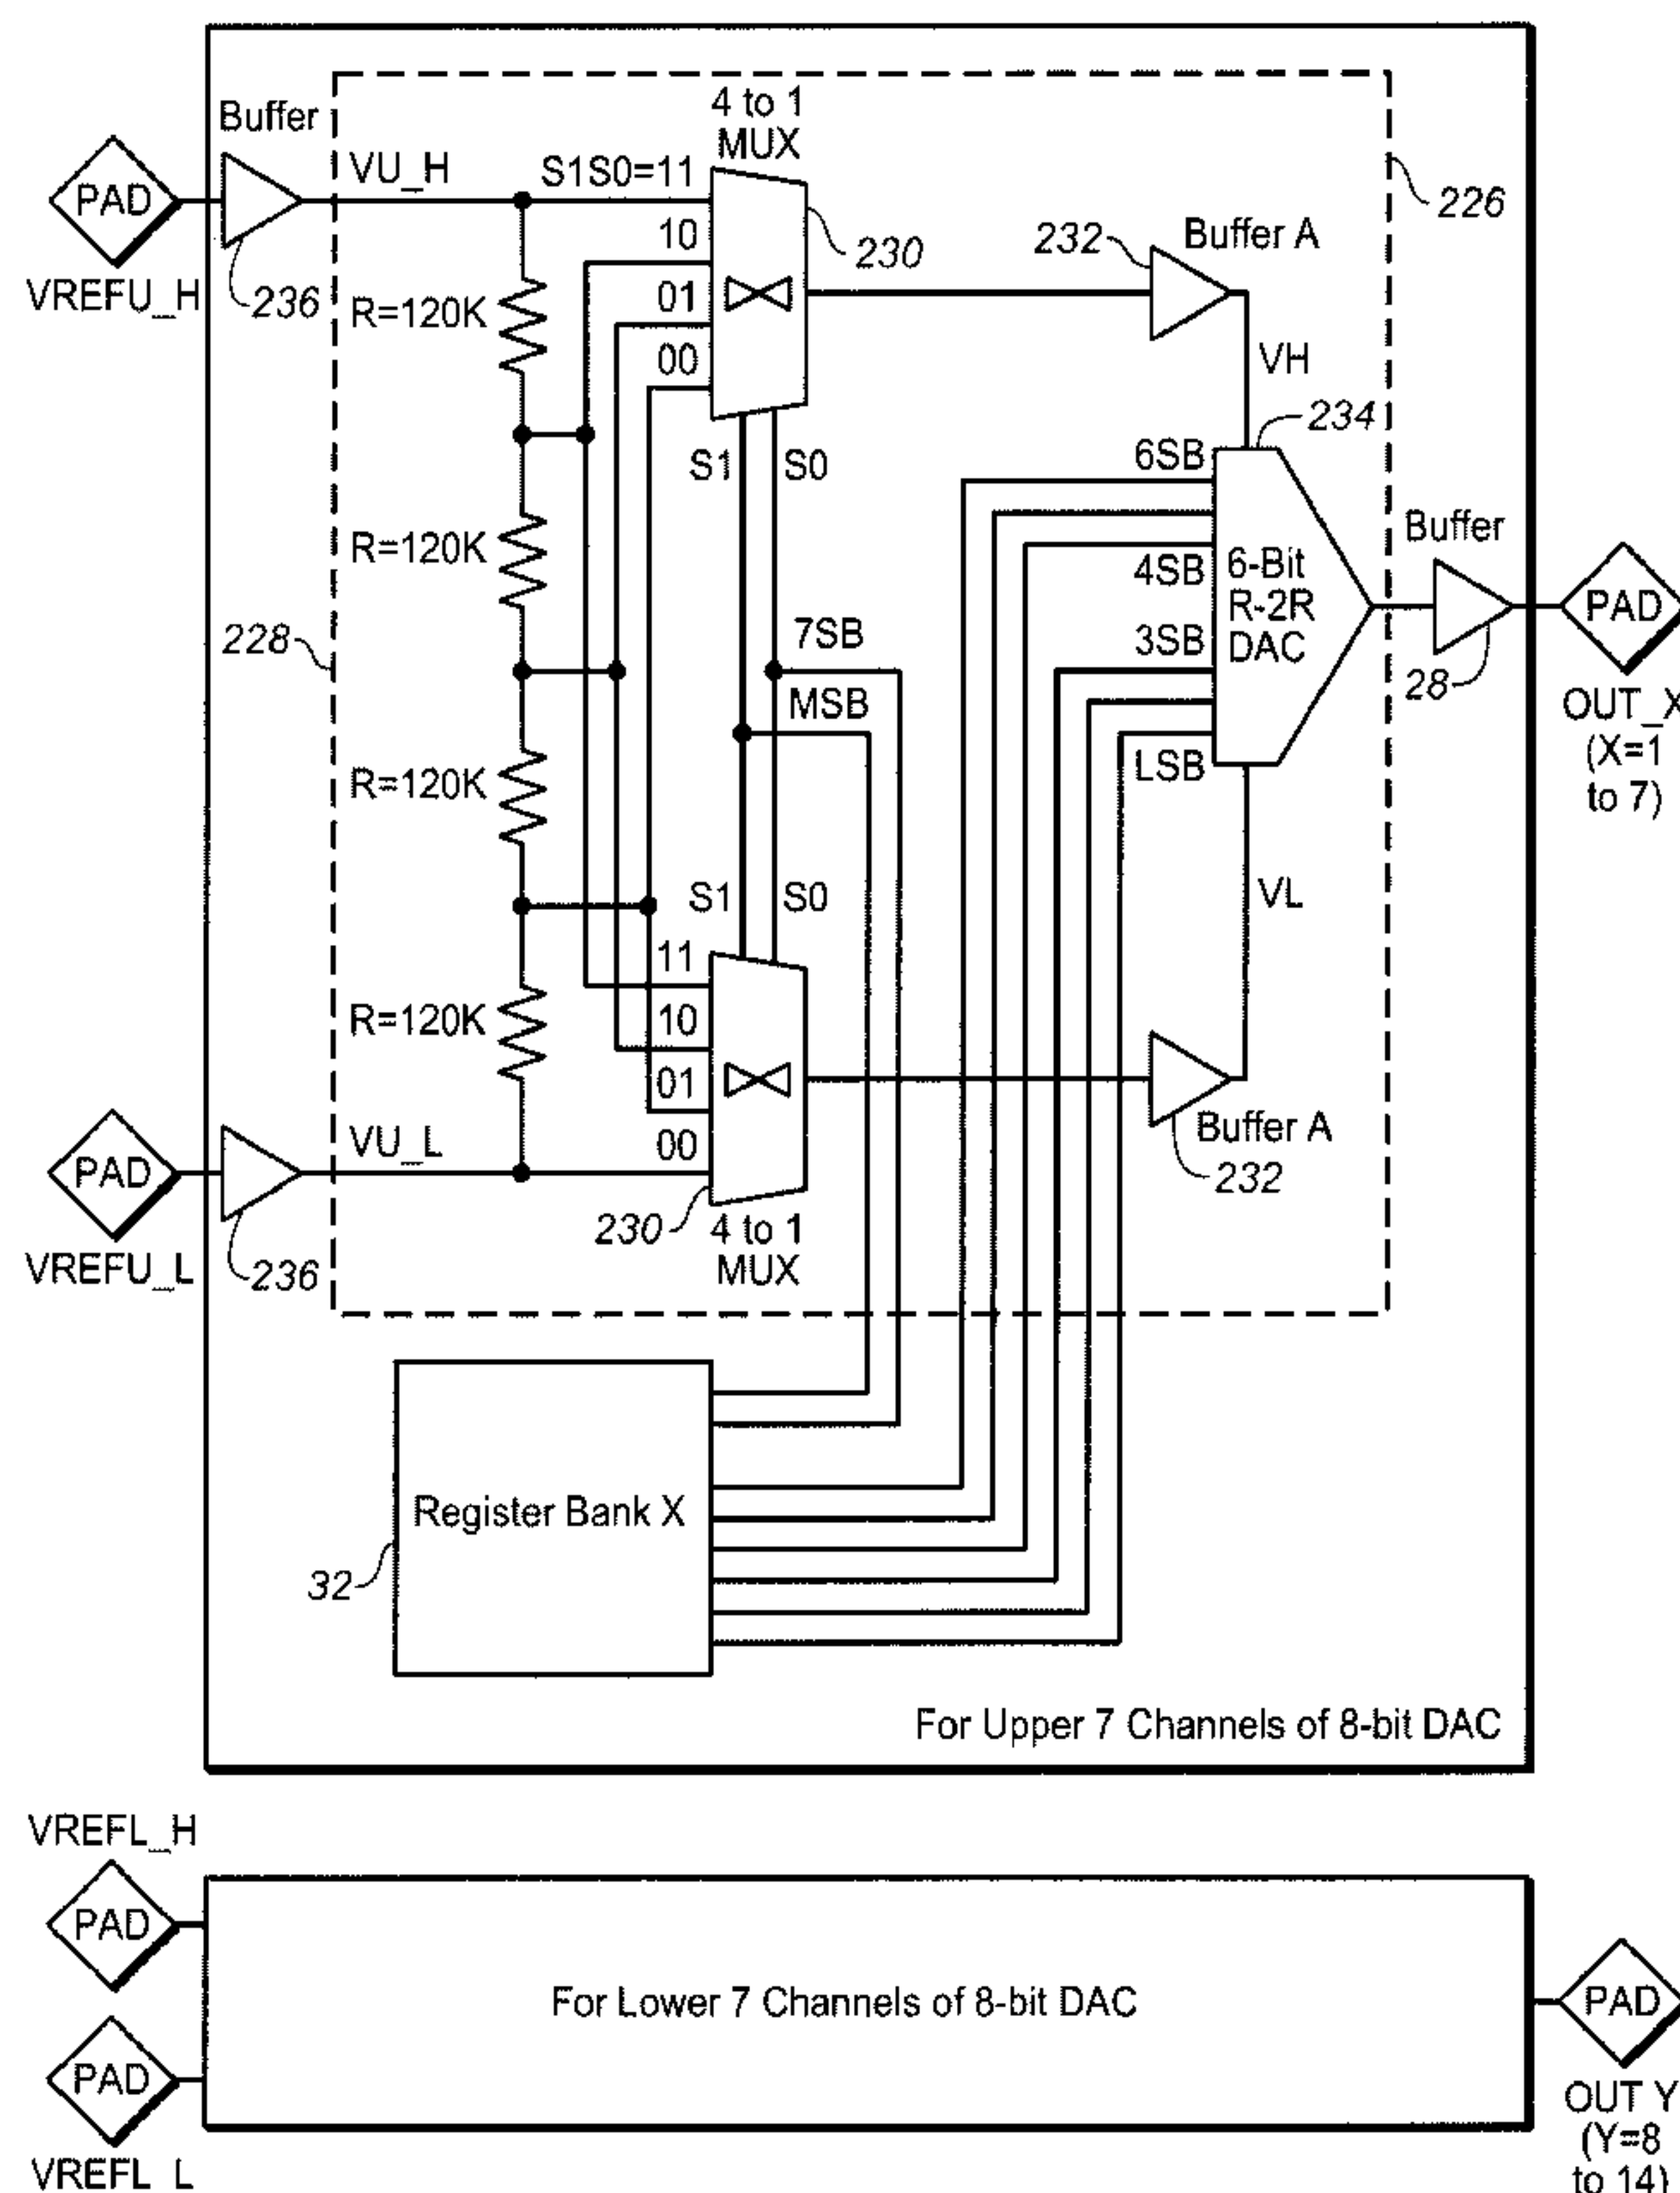 Buffer
4 to 1
MUX
PAD
VREFU_H
236
VU_H
S1S0=11
10
01
00
230
232
Buffer A
226
R=120K
VH
234
S1
S0
6SB
4SB
6-Bit
R-2R
DAC
3SB
LSB
Buffer
PAD
28
OUT_X
(X=1
to 7)
R=120K
228
7SB
MSB
R=120K
S1
S0
VL
11
10
01
00
R=120K
PAD
VREFU_L
236
VU_L
230
4 to 1
MUX
Buffer A
232
Register Bank X
32
For Upper 7 Channels of 8-bit DAC
VREFL_H
PAD
For Lower 7 Channels of 8-bit DAC
PAD
VREFL L
PAD
OUT Y
(Y=8
to 14)